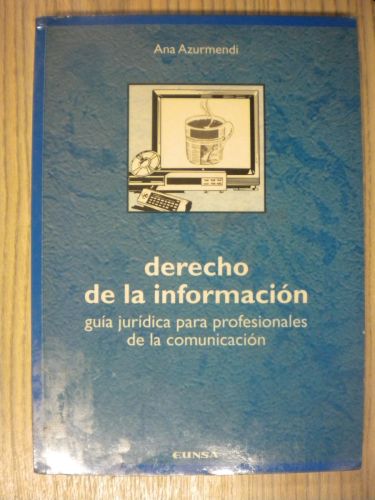 Ana Azurmendi
derecho
de la información
guía jurídica para profesionales
de la comunicación
EUNSA